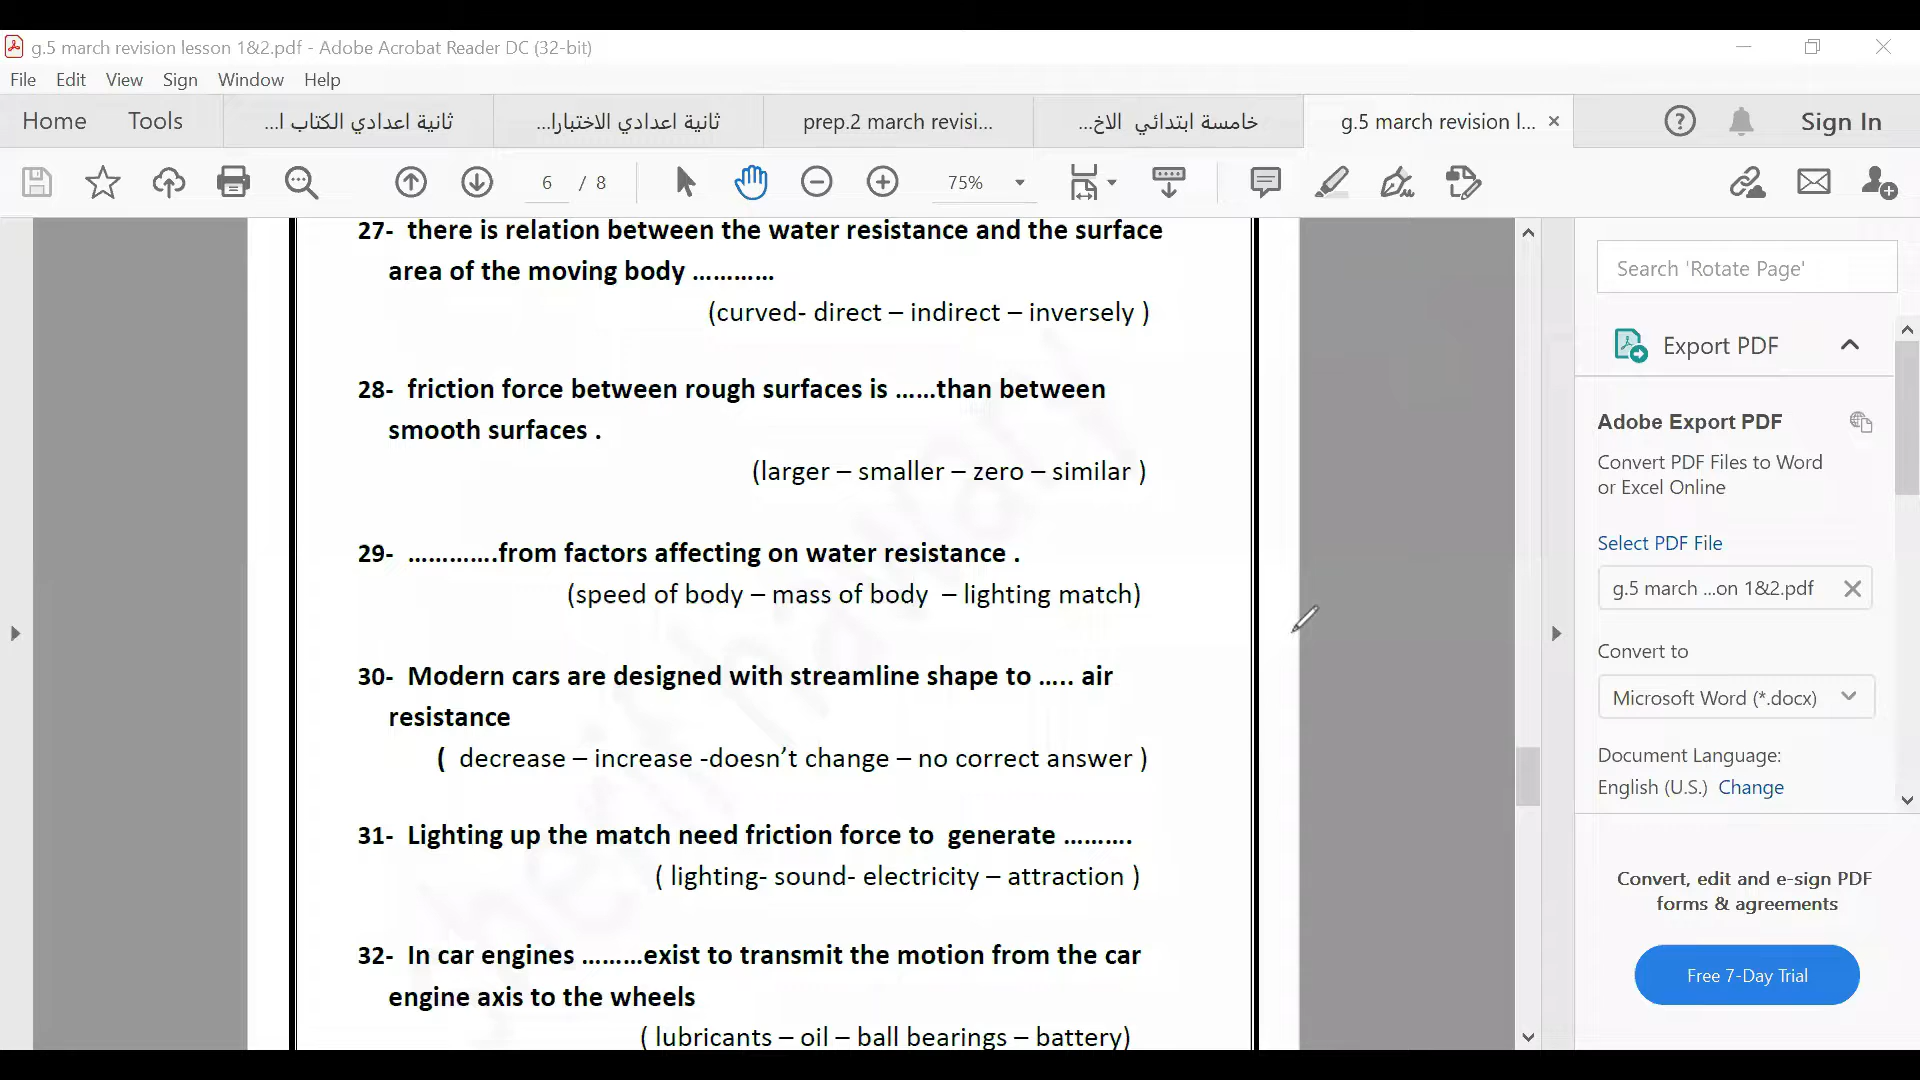 g.5 march revision lesson 1&2.pdf - Adobe Acrobat Reader DC (32-bit)
File Edit View Sign Window Help
Home Tools ثانية اعدادي الكتاب ا... ثانية اعدادي الاختبارا... prep.2 march revisi... خامسة ابتدائي الاخ... g.5 march revision l... Sign In
6 / 8 75%
27- there is relation between the water resistance and the surface
area of the moving body …………
(curved- direct – indirect – inversely )
28- friction force between rough surfaces is ……than between
smooth surfaces .
(larger – smaller – zero – similar )
29- ………….from factors affecting on water resistance .
(speed of body – mass of body – lighting match)
30- Modern cars are designed with streamline shape to ….. air
resistance
( decrease – increase -doesn’t change – no correct answer )
31- Lighting up the match need friction force to generate ……….
( lighting- sound- electricity – attraction )
32- In car engines ………exist to transmit the motion from the car
engine axis to the wheels
( lubricants – oil – ball bearings – battery)
Search 'Rotate Page'
Export PDF
Adobe Export PDF
Convert PDF Files to Word
or Excel Online
Select PDF File
g.5 march ...on 1&2.pdf
Convert to
Microsoft Word (*.docx)
Document Language:
English (U.S.) Change
Convert, edit and e-sign PDF
forms & agreements
Free 7-Day Trial